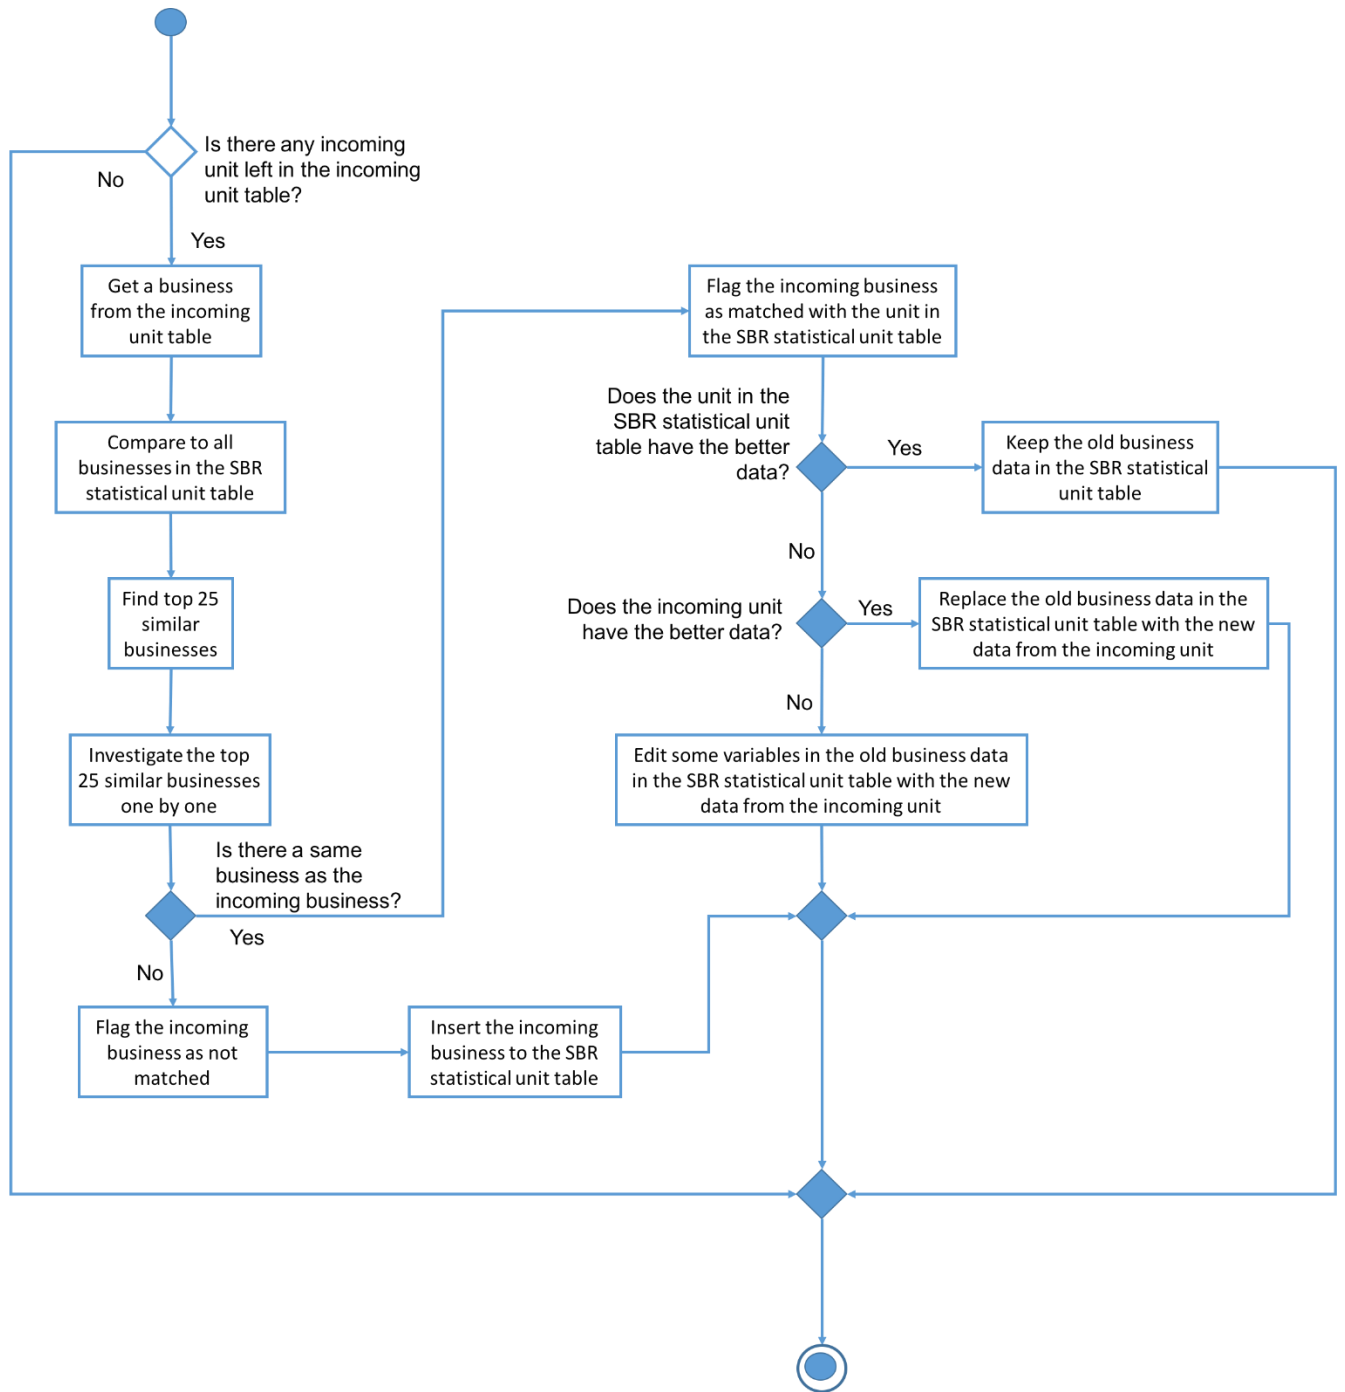 Is there any incoming
unit left in the incoming
unit table?
No
Yes
Get a business
from the incoming
unit table
Compare to all
businesses in the SBR
statistical unit table
Find top 25
similar
businesses
Investigate the top
25 similar businesses
one by one
Is there a same
business as the
incoming business?
Yes
No
Flag the incoming
business as not
matched
Insert the incoming
business to the SBR
statistical unit table
Flag the incoming business
as matched with the unit in
the SBR statistical unit table
Does the unit in the
SBR statistical unit
table have the better
data?
Yes
Keep the old business
data in the SBR statistical
unit table
No
Does the incoming unit
have the better data?
Yes
Replace the old business data in the
SBR statistical unit table with the new
data from the incoming unit
No
Edit some variables in the old business data
in the SBR statistical unit table with the new
data from the incoming unit